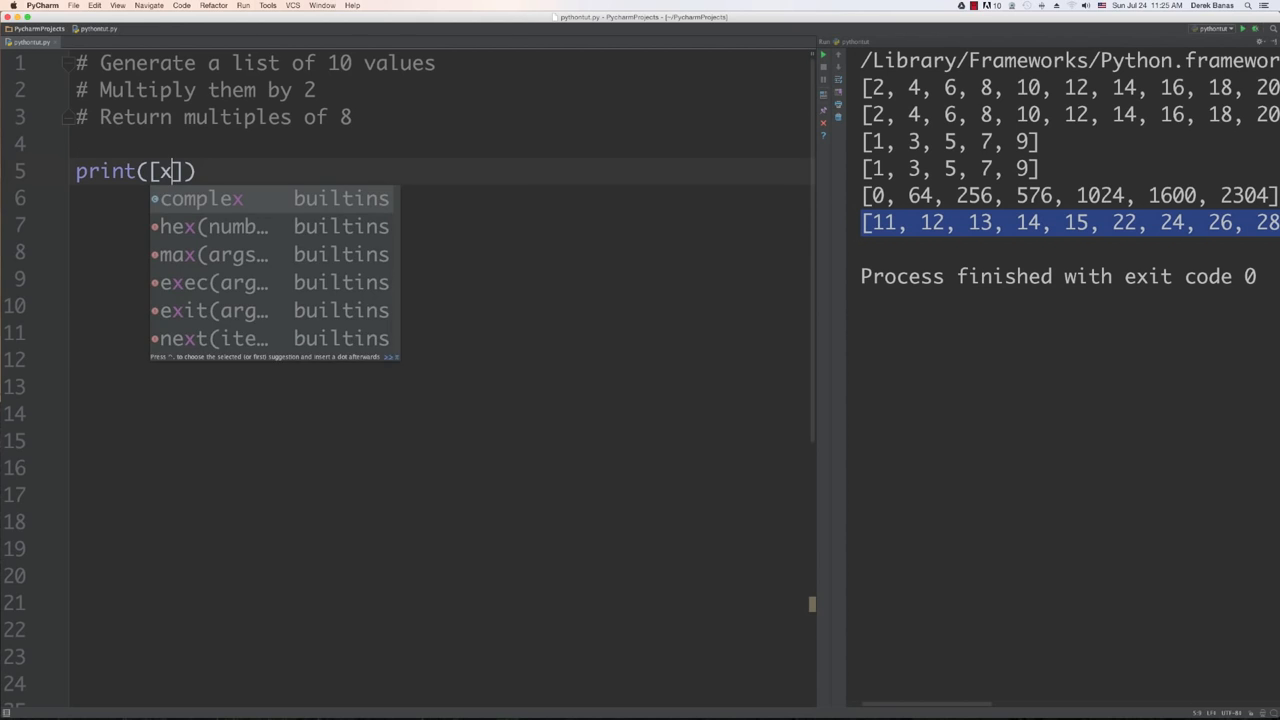 PyCharm File Edit View Navigate Code Refactor Run Tools VCS Window Help 10 Sun Jul 24 11:25 AM Derek Banas
pythontut.py - PycharmProjects - [~/PycharmProjects]
PycharmProjects pythontut.py pythontut
pythontut.py Run: pythontut
1 # Generate a list of 10 values
2 # Multiply them by 2
3 # Return multiples of 8
4
5 print([x])
6 complex builtins
7 hex(numb… builtins
8 max(args… builtins
9 exec(arg… builtins
10 exit(arg… builtins
11 next(ite… builtins
Press ^. to choose the selected (or first) suggestion and insert a dot afterwards >>
12
13
14
15
16
17
18
19
20
21
22
23
24
25
/Library/Frameworks/Python.framewor
[2, 4, 6, 8, 10, 12, 14, 16, 18, 20
[2, 4, 6, 8, 10, 12, 14, 16, 18, 20
[1, 3, 5, 7, 9]
[1, 3, 5, 7, 9]
[0, 64, 256, 576, 1024, 1600, 2304]
[11, 12, 13, 14, 15, 22, 24, 26, 28
Process finished with exit code 0
5:9 LF÷ UTF-8÷